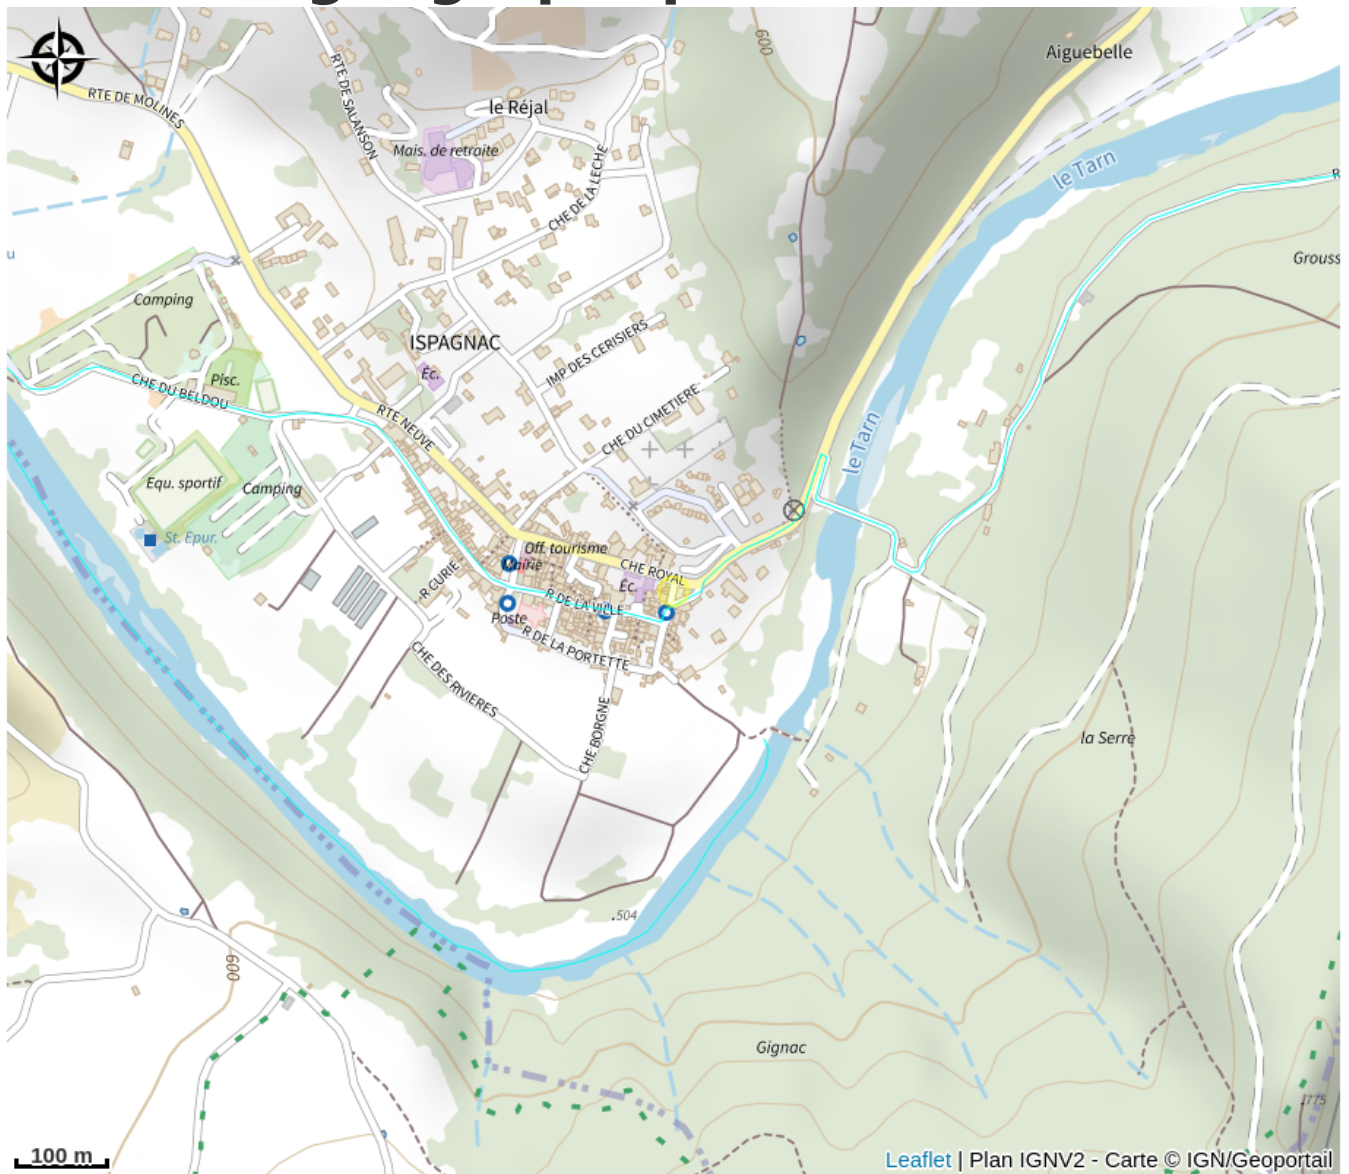 600
Aiguebelle
RTE DE MOLINES
RTE DE SALANSON
le Réjal
Mais. de retraite
CHE DE LA LECHE
le Tarn
R
Grouss
u
Camping
ISPAGNAC
Éc.
IMP DES CERISIERS
Pisc.
CHE DU BELDOU
RTE NEUVE
CHE DU CIMETIERE
le Tarn
Equ. sportif
Camping
St. Epur.
Off. tourisme
Mairie
CHE ROYAL
Éc.
R CURIE
R DE LA VILLE
Poste
R DE LA PORTETTE
CHE DES RIVIERES
CHE BORGNE
la Serre
.504
600
Gignac
1775
100 m
Leaflet | Plan IGNV2 - Carte © IGN/Geoportail